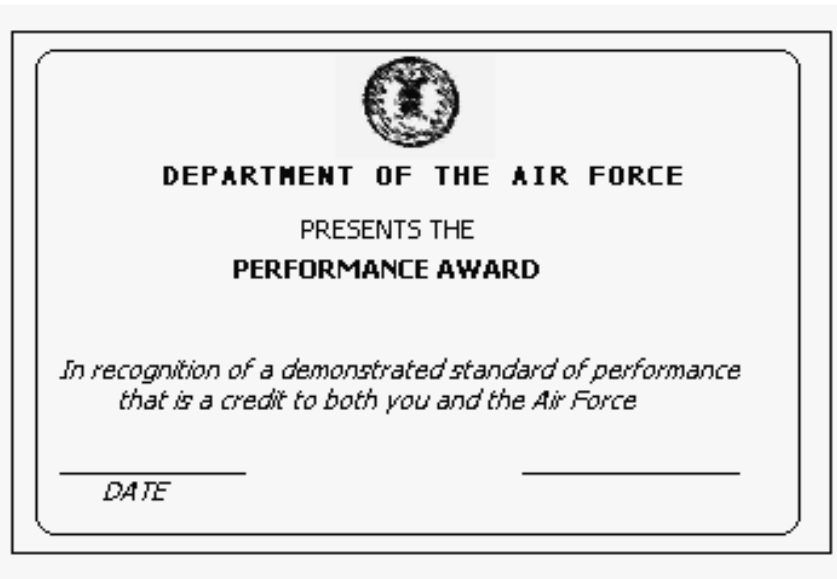 DEPARTMENT OF THE AIR FORCE
PRESENTS THE
PERFORMANCE AWARD
In recognition of a demonstrated standard of performance
that is a credit to both you and the Air Force
DATE